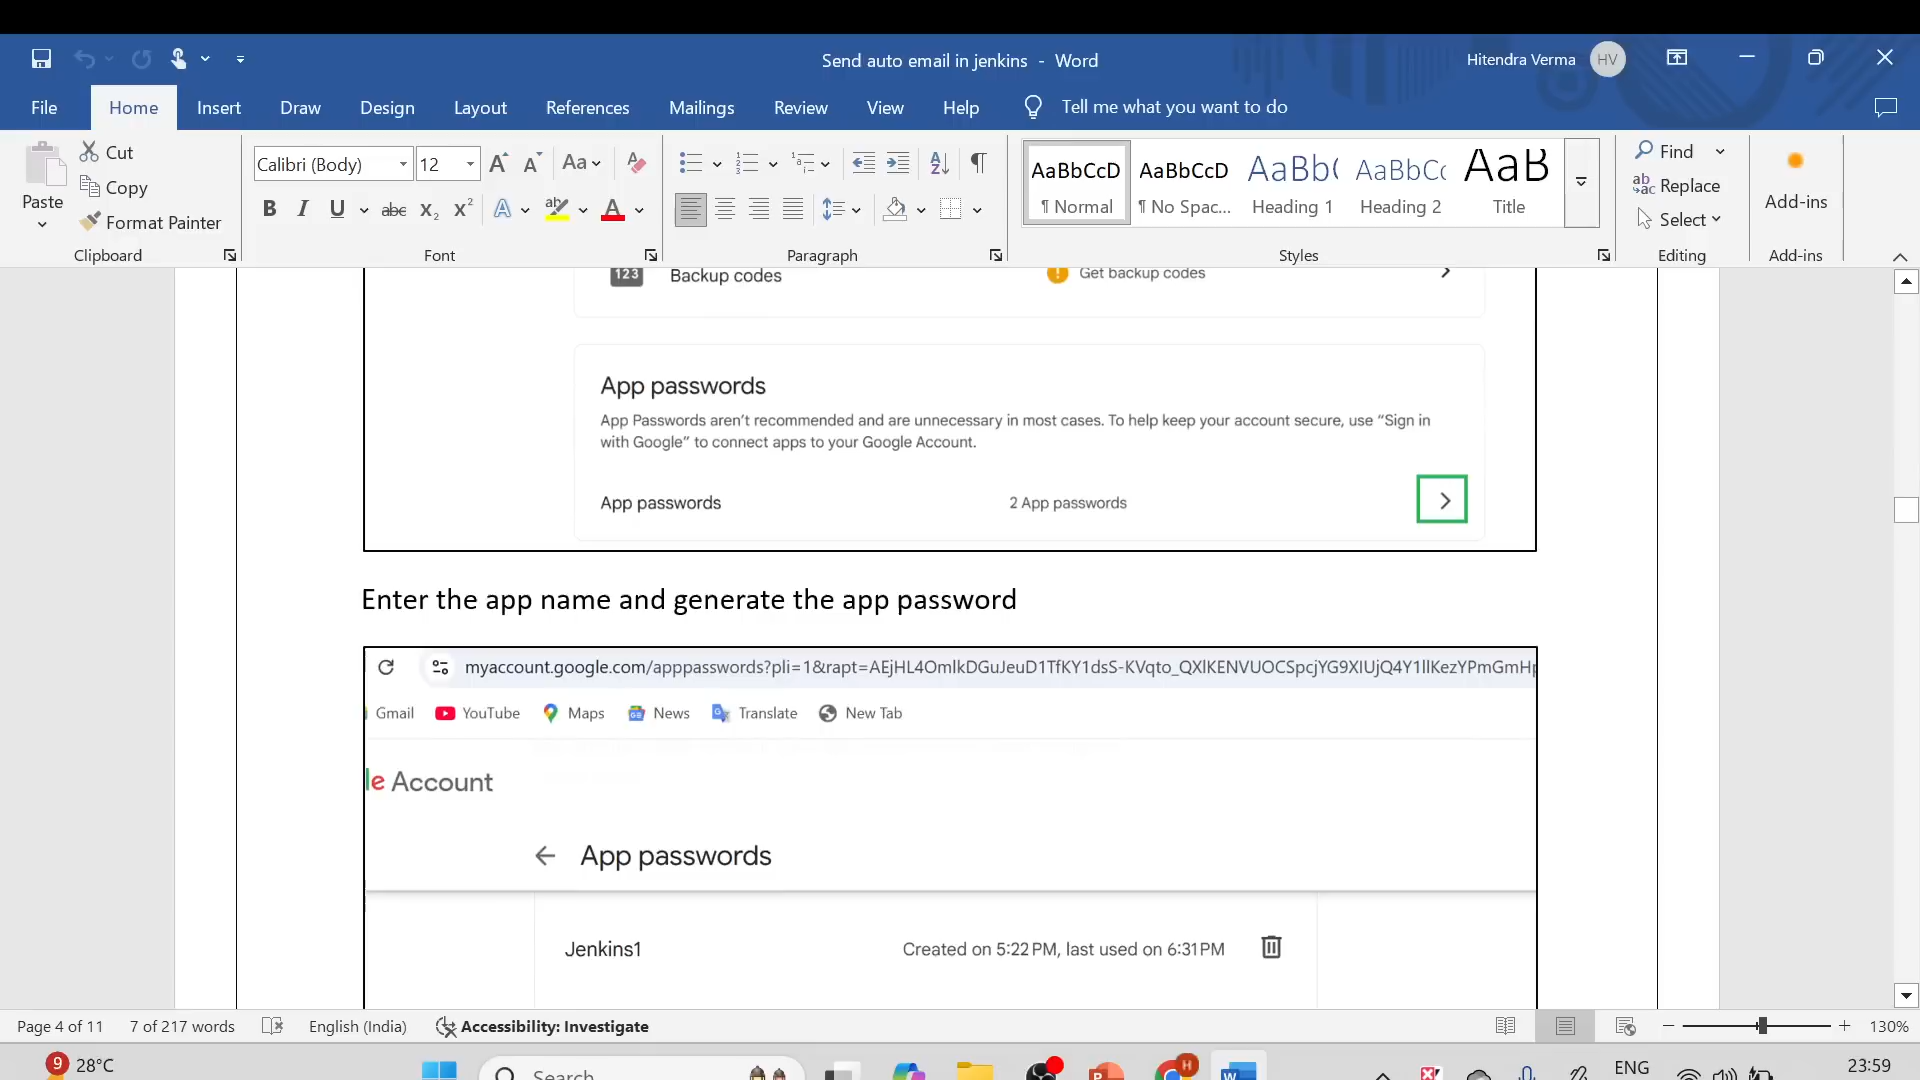 Send auto email in jenkins - Word
Hitendra Verma HV
File Home Insert Draw Design Layout References Mailings Review View Help Tell me what you want to do
Paste
Cut
Copy
Format Painter
Clipboard
Calibri (Body) 12
Font
Paragraph
AaBbCcD AaBbCcD AaBb( AaBbCc AaB
¶ Normal ¶ No Spac... Heading 1 Heading 2 Title
Styles
Find
Replace
Select
Editing
Add-ins
Add-ins
123 Backup codes Get backup codes
App passwords
App Passwords aren’t recommended and are unnecessary in most cases. To help keep your account secure, use “Sign in
with Google” to connect apps to your Google Account.
App passwords 2 App passwords
Enter the app name and generate the app password
myaccount.google.com/apppasswords?pli=1&rapt=
Gmail YouTube Maps News Translate New Tab
le Account
App passwords
Jenkins1 Created on 5:22 PM, last used on 6:31 PM
Page 4 of 11 7 of 217 words English (India) Accessibility: Investigate 130%
9 28°C Search ENG 23:59